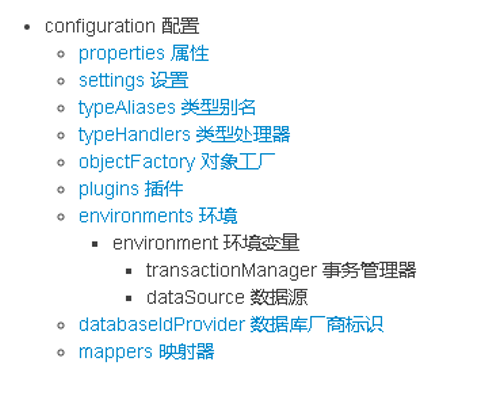 configuration 配置
properties 属性
settings 设置
typeAliases 类型别名
typeHandlers 类型处理器
objectFactory 对象工厂
plugins 插件
environments 环境
environment 环境变量
transactionManager 事务管理器
dataSource 数据源
databaseIdProvider 数据库厂商标识
mappers 映射器